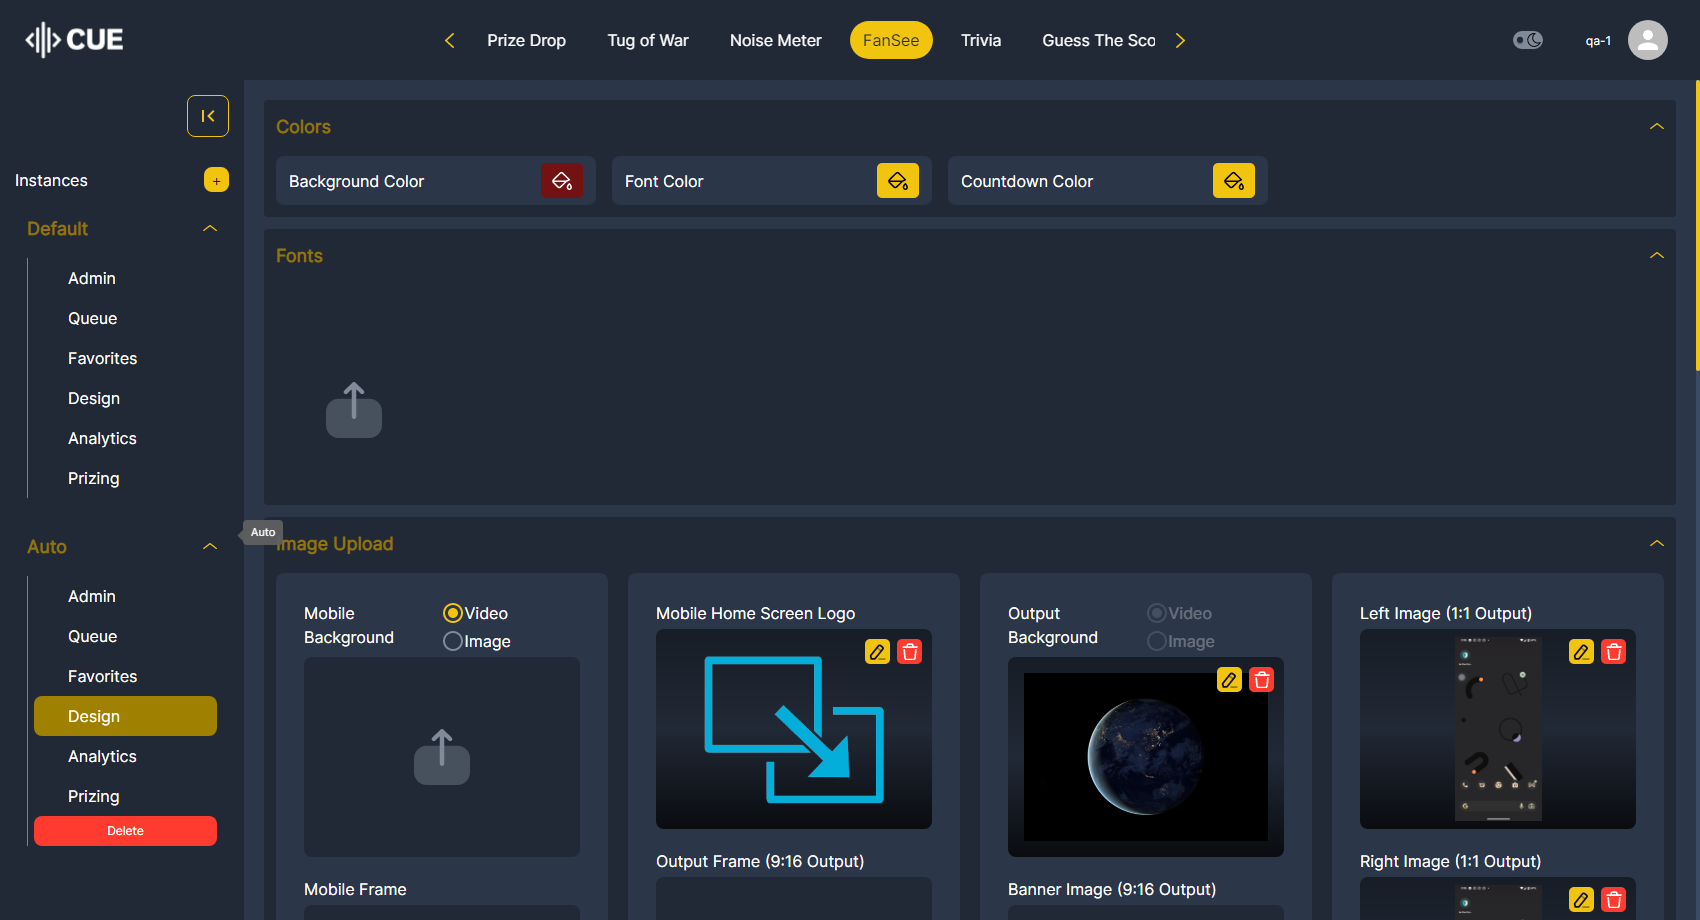 CUE
Prize Drop
Tug of War
Noise Meter
FanSee
Trivia
Guess The Sco
qa-1
Instances
+
Default
Admin
Queue
Favorites
Design
Analytics
Prizing
Auto
Admin
Queue
Favorites
Design
Analytics
Prizing
Delete
Auto
Colors
Background Color
Font Color
Countdown Color
Fonts
Image Upload
Mobile
Background
Video
Image
Mobile Frame
Mobile Home Screen Logo
Output Frame (9:16 Output)
Output
Background
Video
Image
Banner Image (9:16 Output)
Left Image (1:1 Output)
Right Image (1:1 Output)